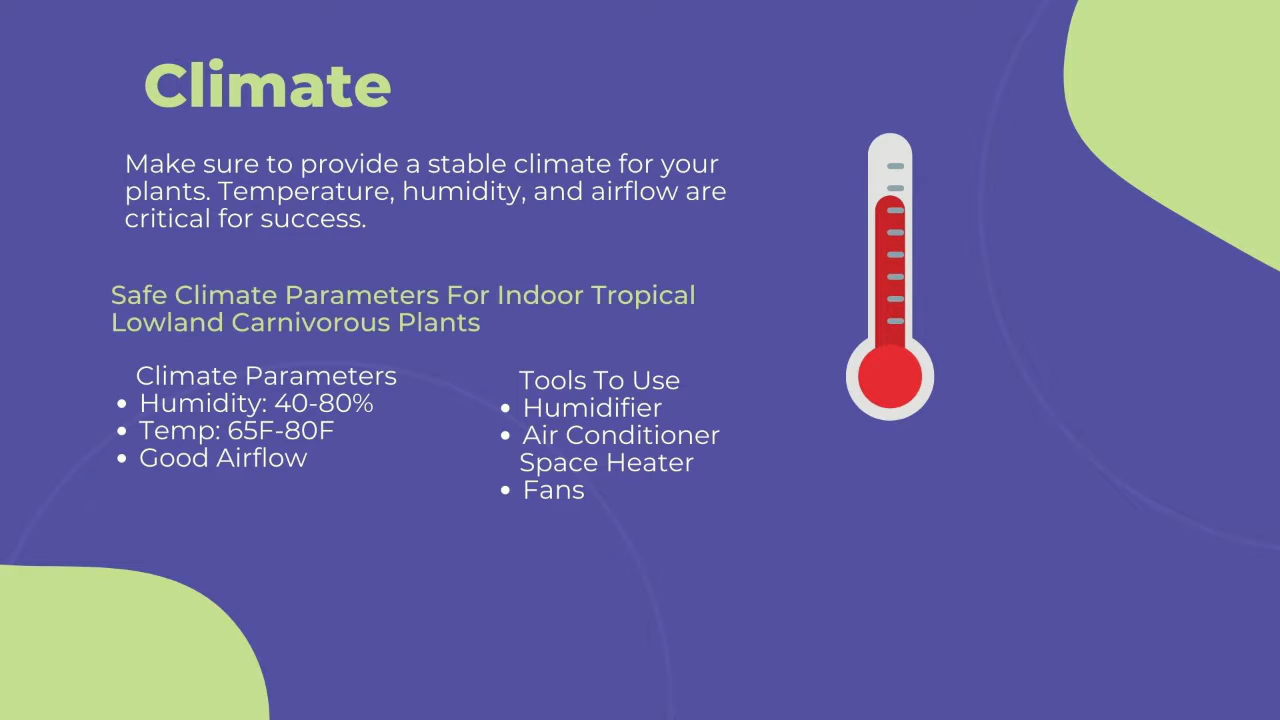 Climate
Make sure to provide a stable climate for your
plants. Temperature, humidity, and airflow are
critical for success.
Safe Climate Parameters For Indoor Tropical
Lowland Carnivorous Plants
Climate Parameters
• Humidity: 40-80%
• Temp: 65F-80F
• Good Airflow
Tools To Use
• Humidifier
• Air Conditioner
Space Heater
• Fans